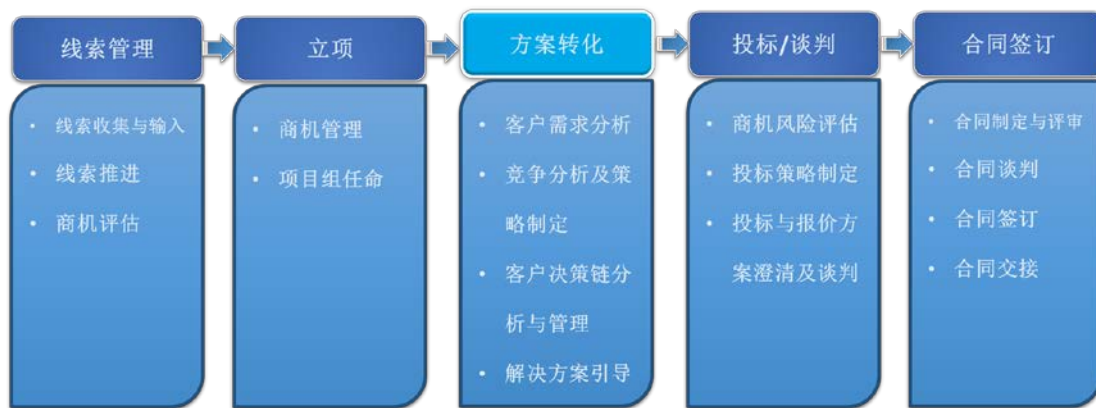 线索管理
立项
方案转化
投标/谈判
合同签订
• 线索收集与输入
• 线索推进
• 商机评估
• 商机管理
• 项目组任命
• 客户需求分析
• 竞争分析及策
略制定
• 客户决策链分
析与管理
• 解决方案引导
• 商机风险评估
• 投标策略制定
• 投标与报价方
案澄清及谈判
• 合同制定与评审
• 合同谈判
• 合同签订
• 合同交接